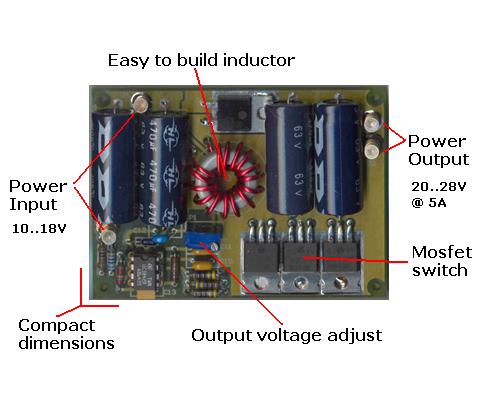 Easy to build inductor
Power
Input
10..18V
Power
Output
20..28V
@ 5A
Mosfet
switch
Compact
dimensions
Output voltage adjust
470µF
470µF
63 V
63 V